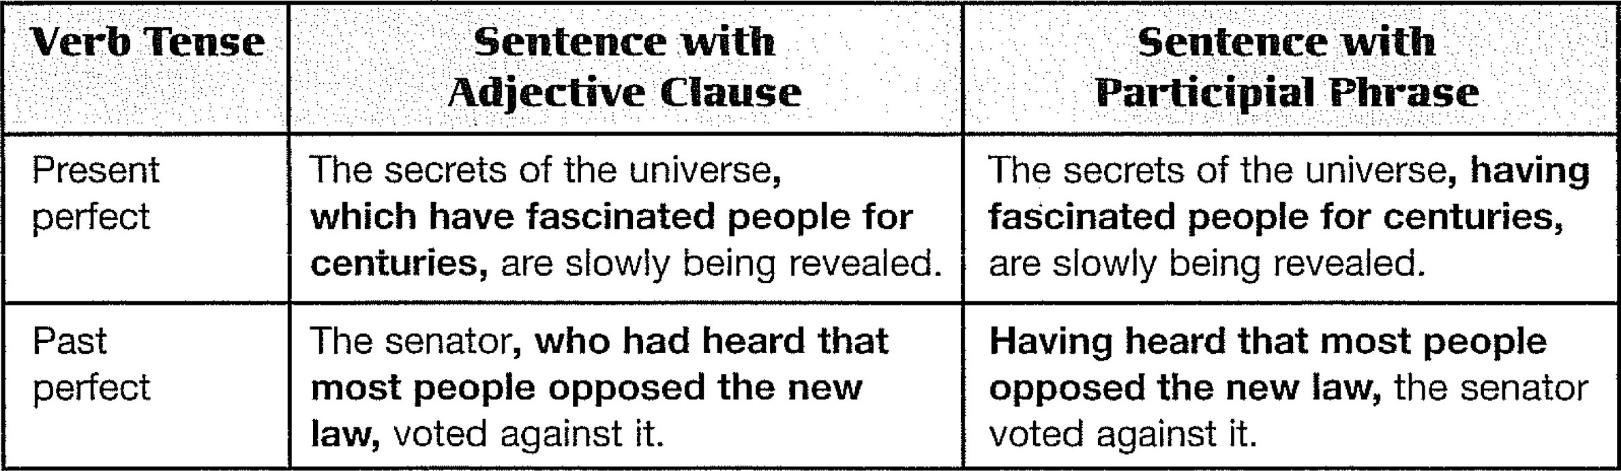 Verb Tense
Sentence with
Adjective Clause
Sentence with
Participial Phrase
Present
perfect
The secrets of the universe,
which have fascinated people for
centuries, are slowly being revealed.
The secrets of the universe, having
fascinated people for centuries,
are slowly being revealed.
Past
perfect
The senator, who had heard that
most people opposed the new
law, voted against it.
Having heard that most people
opposed the new law, the senator
voted against it.